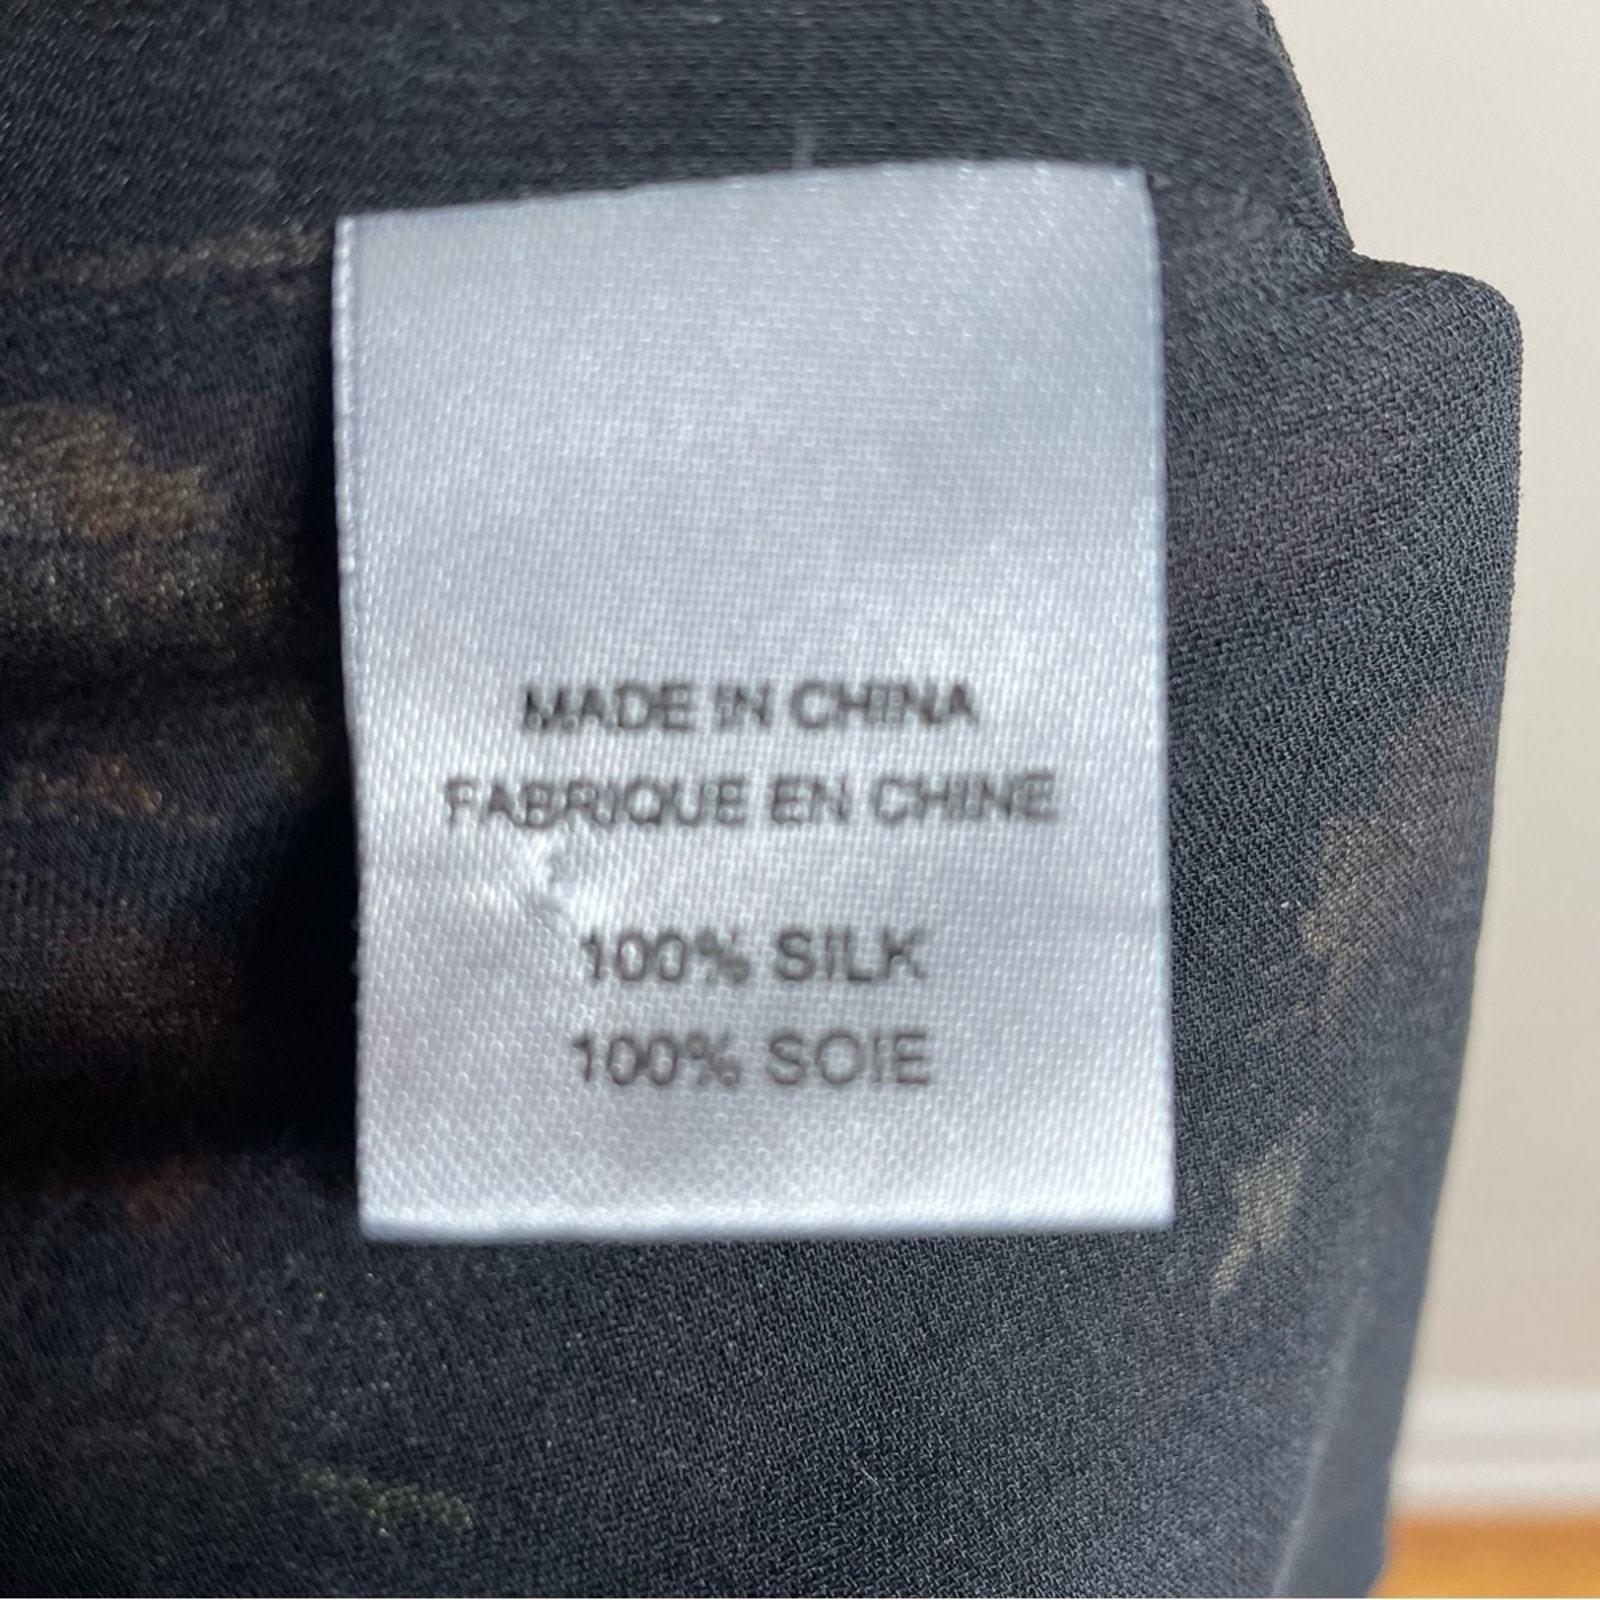 MADE IN CHINA
FABRIQUE EN CHINE
100% SILK
100% SOIE